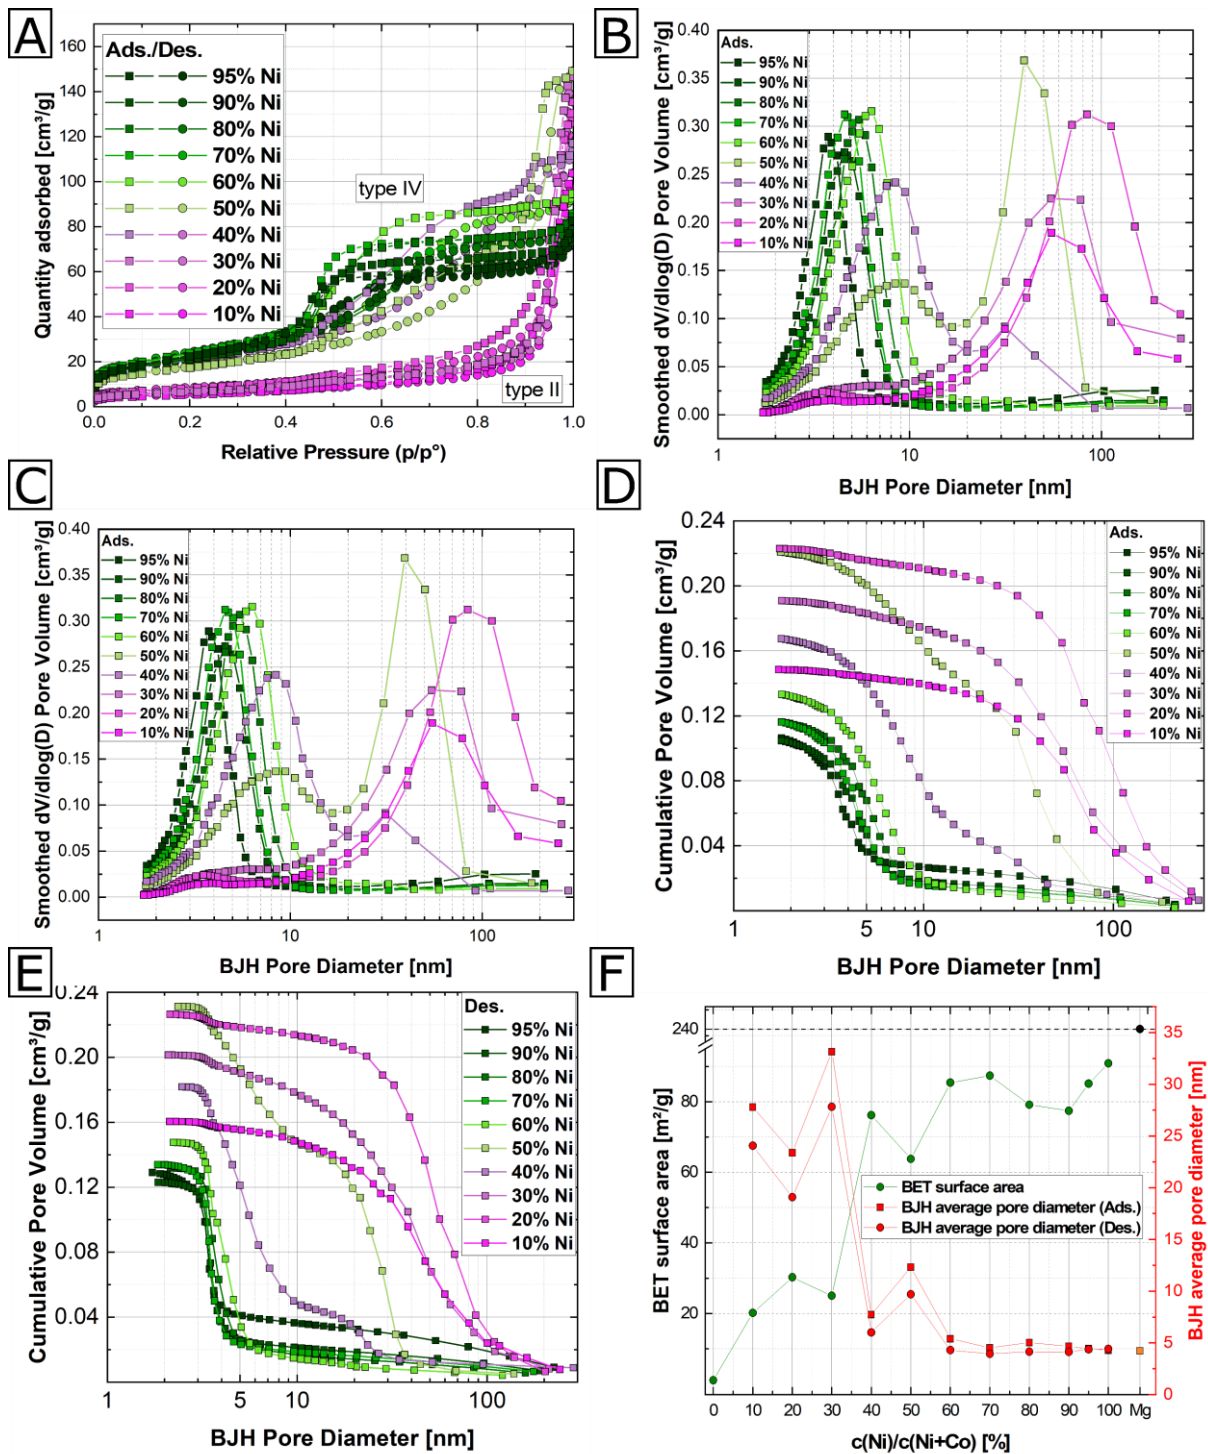 A
160
140
120
100
80
60
40
20
0
Quantity adsorbed [cm³/g]
Ads./Des.
95% Ni
90% Ni
80% Ni
70% Ni
60% Ni
50% Ni
40% Ni
30% Ni
20% Ni
10% Ni
type IV
type II
0.0 0.2 0.4 0.6 0.8 1.0
Relative Pressure (p/p°)
B
0.40
0.35
0.30
0.25
0.20
0.15
0.10
0.05
0.00
Smoothed dV/dlog(D) Pore Volume [cm³/g]
Ads.
95% Ni
90% Ni
80% Ni
70% Ni
60% Ni
50% Ni
40% Ni
30% Ni
20% Ni
10% Ni
1 10 100
BJH Pore Diameter [nm]
C
0.40
0.35
0.30
0.25
0.20
0.15
0.10
0.05
0.00
Smoothed dV/dlog(D) Pore Volume [cm³/g]
Ads.
95% Ni
90% Ni
80% Ni
70% Ni
60% Ni
50% Ni
40% Ni
30% Ni
20% Ni
10% Ni
1 10 100
BJH Pore Diameter [nm]
D
0.24
0.20
0.16
0.12
0.08
0.04
Cumulative Pore Volume [cm³/g]
Ads.
95% Ni
90% Ni
80% Ni
70% Ni
60% Ni
50% Ni
40% Ni
30% Ni
20% Ni
10% Ni
1 5 10 100
BJH Pore Diameter [nm]
E
0.24
0.20
0.16
0.12
0.08
0.04
Cumulative Pore Volume [cm³/g]
Des.
95% Ni
90% Ni
80% Ni
70% Ni
60% Ni
50% Ni
40% Ni
30% Ni
20% Ni
10% Ni
1 5 10 100
BJH Pore Diameter [nm]
F
240
80
60
40
20
BET surface area [m²/g]
BET surface area
BJH average pore diameter (Ads.)
BJH average pore diameter (Des.)
35
30
25
20
15
10
5
0
BJH average pore diameter [nm]
0 10 20 30 40 50 60 70 80 90 100 Mg
c(Ni)/c(Ni+Co) [%]